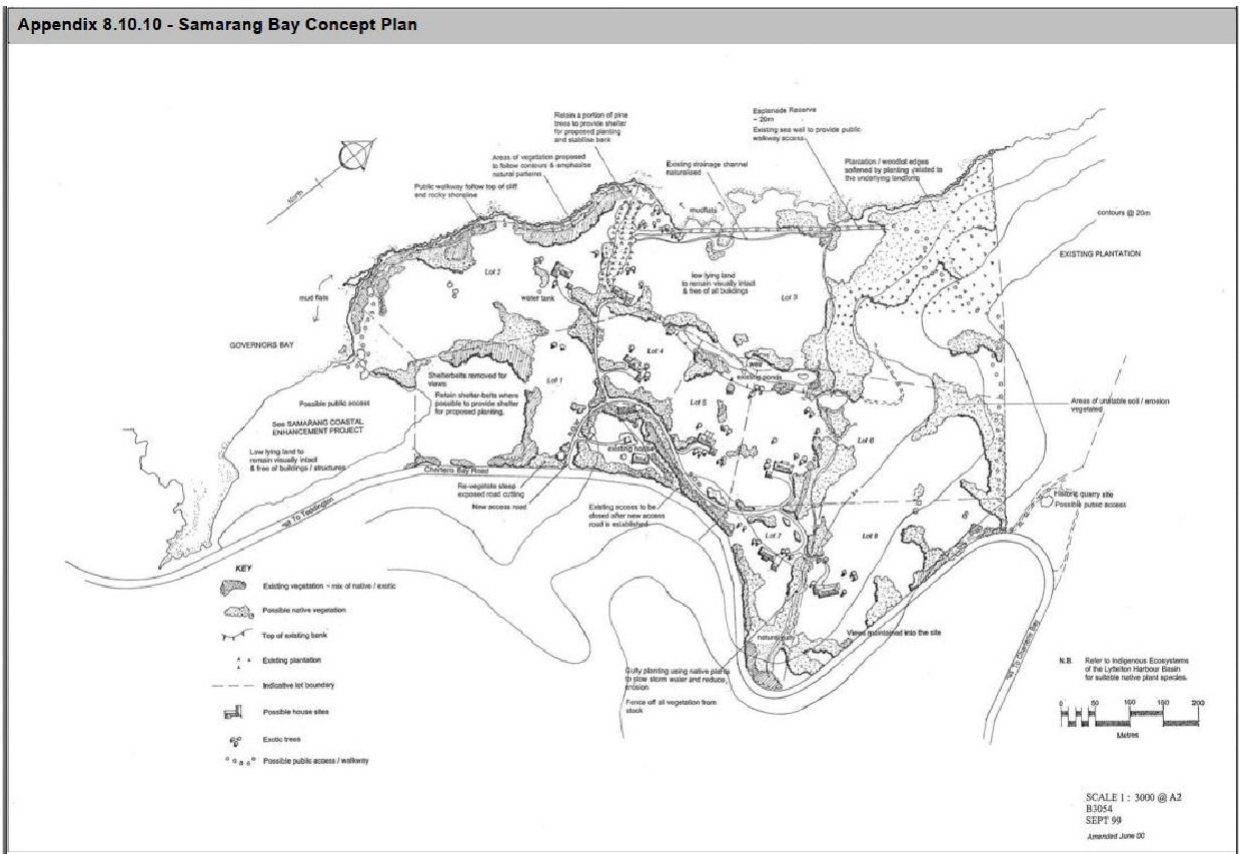 Appendix 8.10.10 - Samarang Bay Concept Plan
Retain a portion of pine
trees to provide shelter
for proposed planting
and stabilise bank
Esplanade Reserve
~ 20m
Existing sea wall to provide public
walkway access
Areas of vegetation proposed
to follow contours & emphasise
natural patterns
Existing drainage channel
naturalised
Plantation / woodlot edges
softened by planting related to
the underlying landform
Public walkway follow top of cliff
and rocky shoreline
North
mudflats
contours @ 20m
EXISTING PLANTATION
Lot 2
water tank
low lying land
to remain visually intact
& free of all buildings
Lot 3
mud flats
GOVERNORS BAY
Lot 4
existing ponds
Shelterbelts removed for
views
Lot 1
Retain shelter-belts where
possible to provide shelter
for proposed planting.
Lot 5
Areas of unstable soil / erosion
vegetated
Possible public access
See SAMARANG COASTAL
ENHANCEMENT PROJECT
Low lying land to
remain visually intact
& free of buildings / structures
existing house
Lot 6
Charteris Bay Road
Re-vegetate steep
exposed road cutting
New access road
Existing access to be
closed after new access
road is established
Historic quarry site
Possible public access
Lot 7
Lot 8
Views maintained into the site
Gully planting using native plants
to slow storm water and reduce
erosion
Fence off all vegetation from
stock
KEY
Existing vegetation - mix of native / exotic
Possible native vegetation
Top of existing bank
Existing plantation
Indicative lot boundary
Possible house sites
Exotic trees
Possible public access / walkway
N.B. Refer to Indigenous Ecosystems
of the Lyttelton Harbour Basin
for suitable native plant species.
0 50 100 150 200
Metres
SCALE 1 : 3000 @ A2
B3054
SEPT 99
Amended June 00